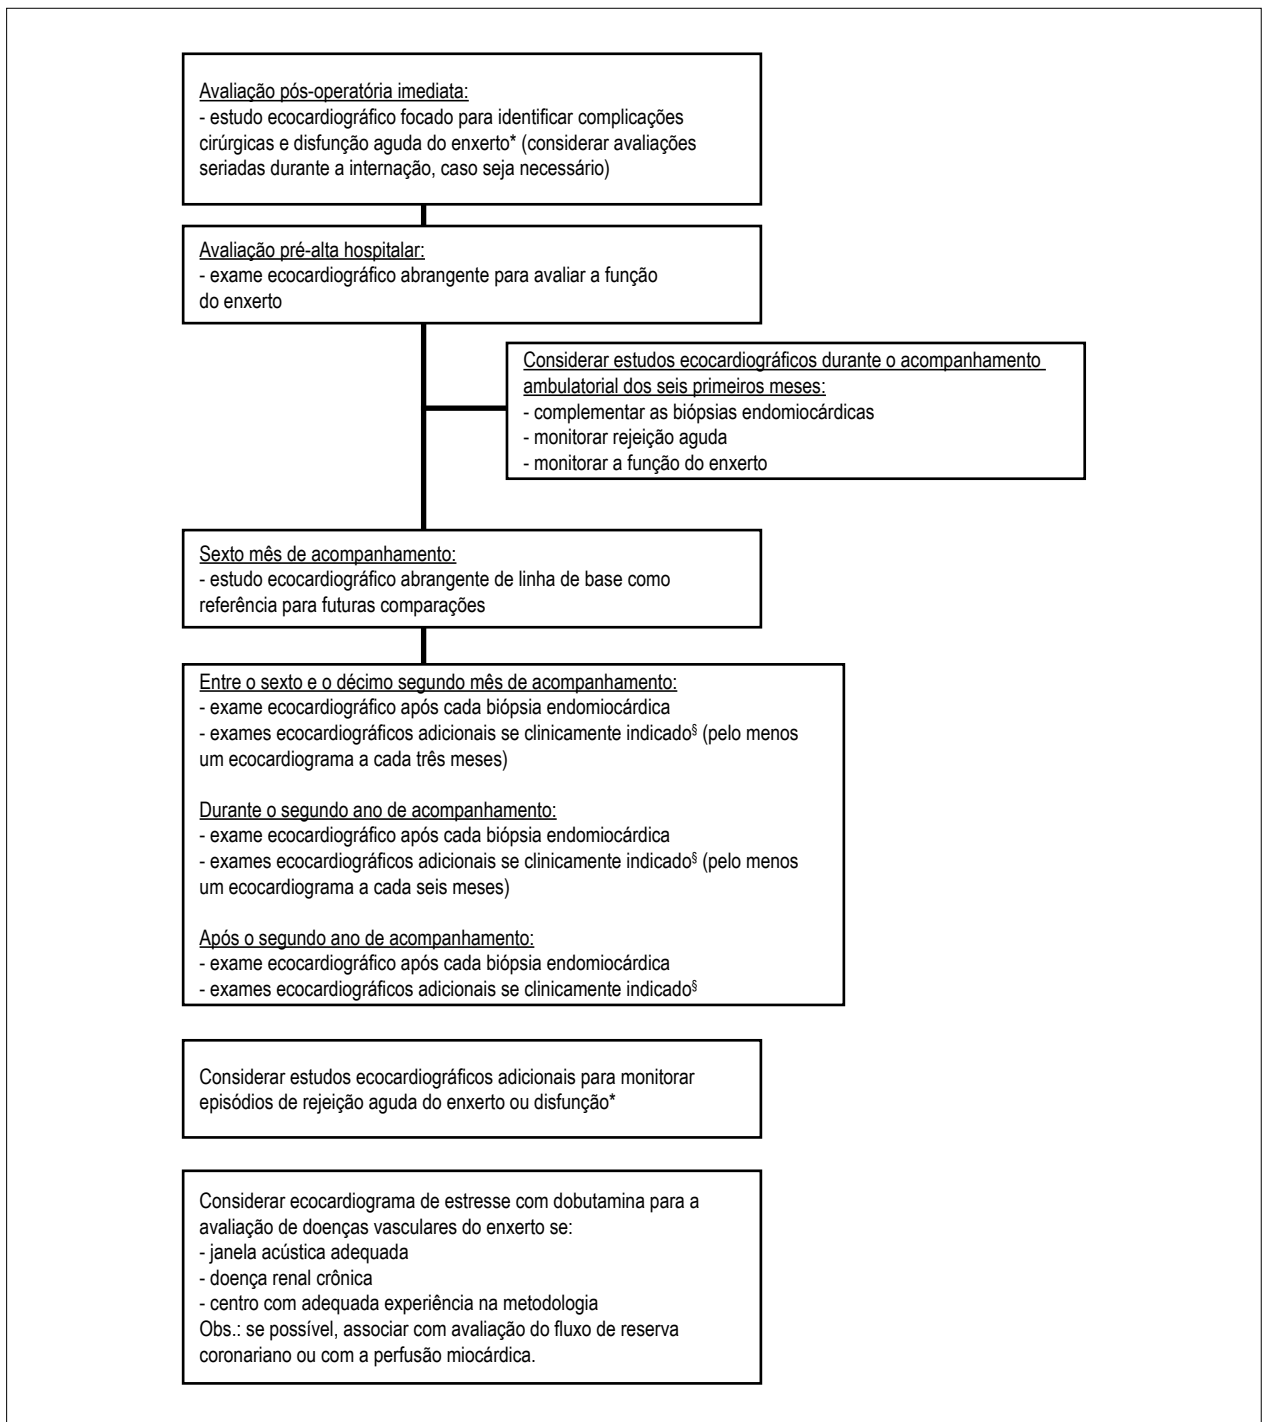 Avaliação pós-operatória imediata:
- estudo ecocardiográfico focado para identificar complicações
cirúrgicas e disfunção aguda do enxerto* (considerar avaliações
seriadas durante a internação, caso seja necessário)
Avaliação pré-alta hospitalar:
- exame ecocardiográfico abrangente para avaliar a função
do enxerto
Considerar estudos ecocardiográficos durante o acompanhamento
ambulatorial dos seis primeiros meses:
- complementar as biópsias endomiocárdicas
- monitorar rejeição aguda
- monitorar a função do enxerto
Sexto mês de acompanhamento:
- estudo ecocardiográfico abrangente de linha de base como
referência para futuras comparações
Entre o sexto e o décimo segundo mês de acompanhamento:
- exame ecocardiográfico após cada biópsia endomiocárdica
- exames ecocardiográficos adicionais se clinicamente indicado§ (pelo menos
um ecocardiograma a cada três meses)
Durante o segundo ano de acompanhamento:
- exame ecocardiográfico após cada biópsia endomiocárdica
- exames ecocardiográficos adicionais se clinicamente indicado§ (pelo menos
um ecocardiograma a cada seis meses)
Após o segundo ano de acompanhamento:
- exame ecocardiográfico após cada biópsia endomiocárdica
- exames ecocardiográficos adicionais se clinicamente indicado§
Considerar estudos ecocardiográficos adicionais para monitorar
episódios de rejeição aguda do enxerto ou disfunção*
Considerar ecocardiograma de estresse com dobutamina para a
avaliação de doenças vasculares do enxerto se:
- janela acústica adequada
- doença renal crônica
- centro com adequada experiência na metodologia
Obs.: se possível, associar com avaliação do fluxo de reserva
coronariano ou com a perfusão miocárdica.